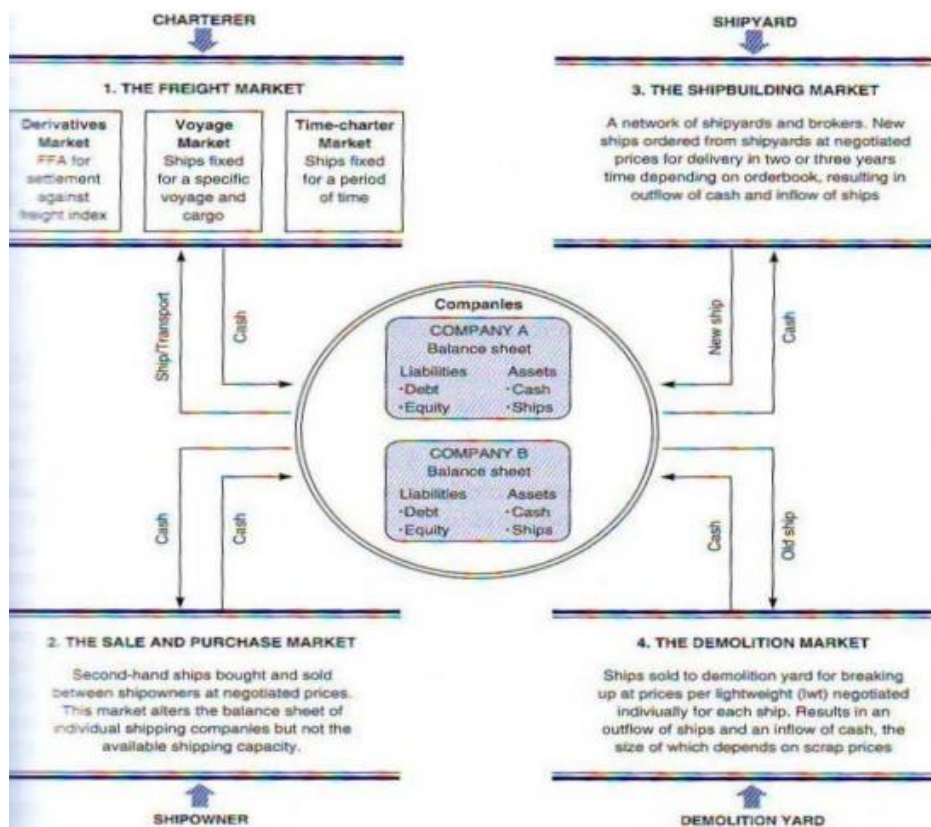 CHARTERER
SHIPYARD
1. THE FREIGHT MARKET
Derivatives
Market
FFA for
settlement
against
freight index
Voyage
Market
Ships fixed
for a specific
voyage and
cargo
Time-charter
Market
Ships fixed
for a period
of time
3. THE SHIPBUILDING MARKET
A network of shipyards and brokers. New
ships ordered from shipyards at negotiated
prices for delivery in two or three years
time depending on orderbook, resulting in
outflow of cash and inflow of ships
Ship/Transport
Cash
New ship
Cash
Companies
COMPANY A
Balance sheet
Liabilities Assets
·Debt ·Cash
·Equity ·Ships
COMPANY B
Balance sheet
Liabilities Assets
·Debt ·Cash
·Equity ·Ships
Cash
Cash
Cash
Old ship
2. THE SALE AND PURCHASE MARKET
Second-hand ships bought and sold
between shipowners at negotiated prices.
This market alters the balance sheet of
individual shipping companies but not the
available shipping capacity.
4. THE DEMOLITION MARKET
Ships sold to demolition yard for breaking
up at prices per lightweight (lwt) negotiated
indiviually for each ship. Results in an
outflow of ships and an inflow of cash, the
size of which depends on scrap prices
SHIPOWNER
DEMOLITION YARD